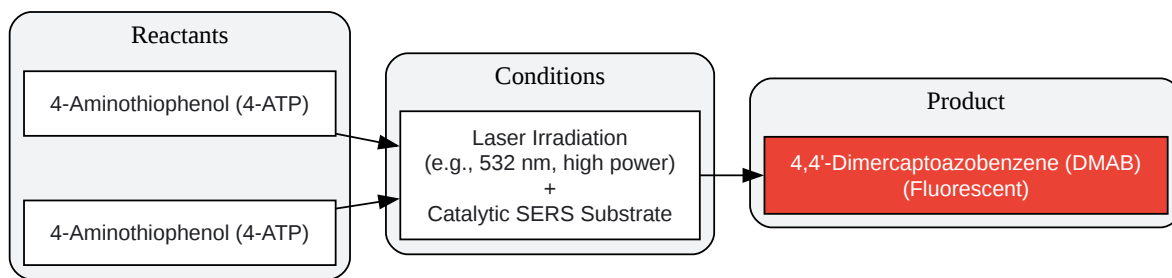 Reactants
4-Aminothiophenol (4-ATP)
4-Aminothiophenol (4-ATP)
Conditions
Laser Irradiation
(e.g., 532 nm, high power)
+
Catalytic SERS Substrate
Product
4,4'-Dimercaptoazobenzene (DMAB)
(Fluorescent)